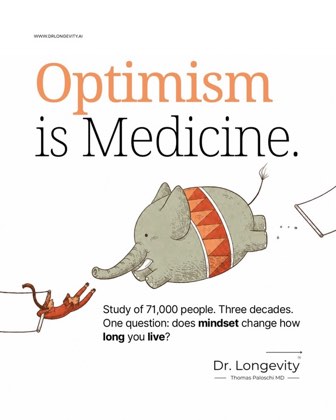 WWW.DRLONGEVITY.AI
Optimism
is Medicine.
Study of 71,000 people. Three decades.
One question: does mindset change how
long you live?
Dr. Longevity
Thomas Paloschi MD